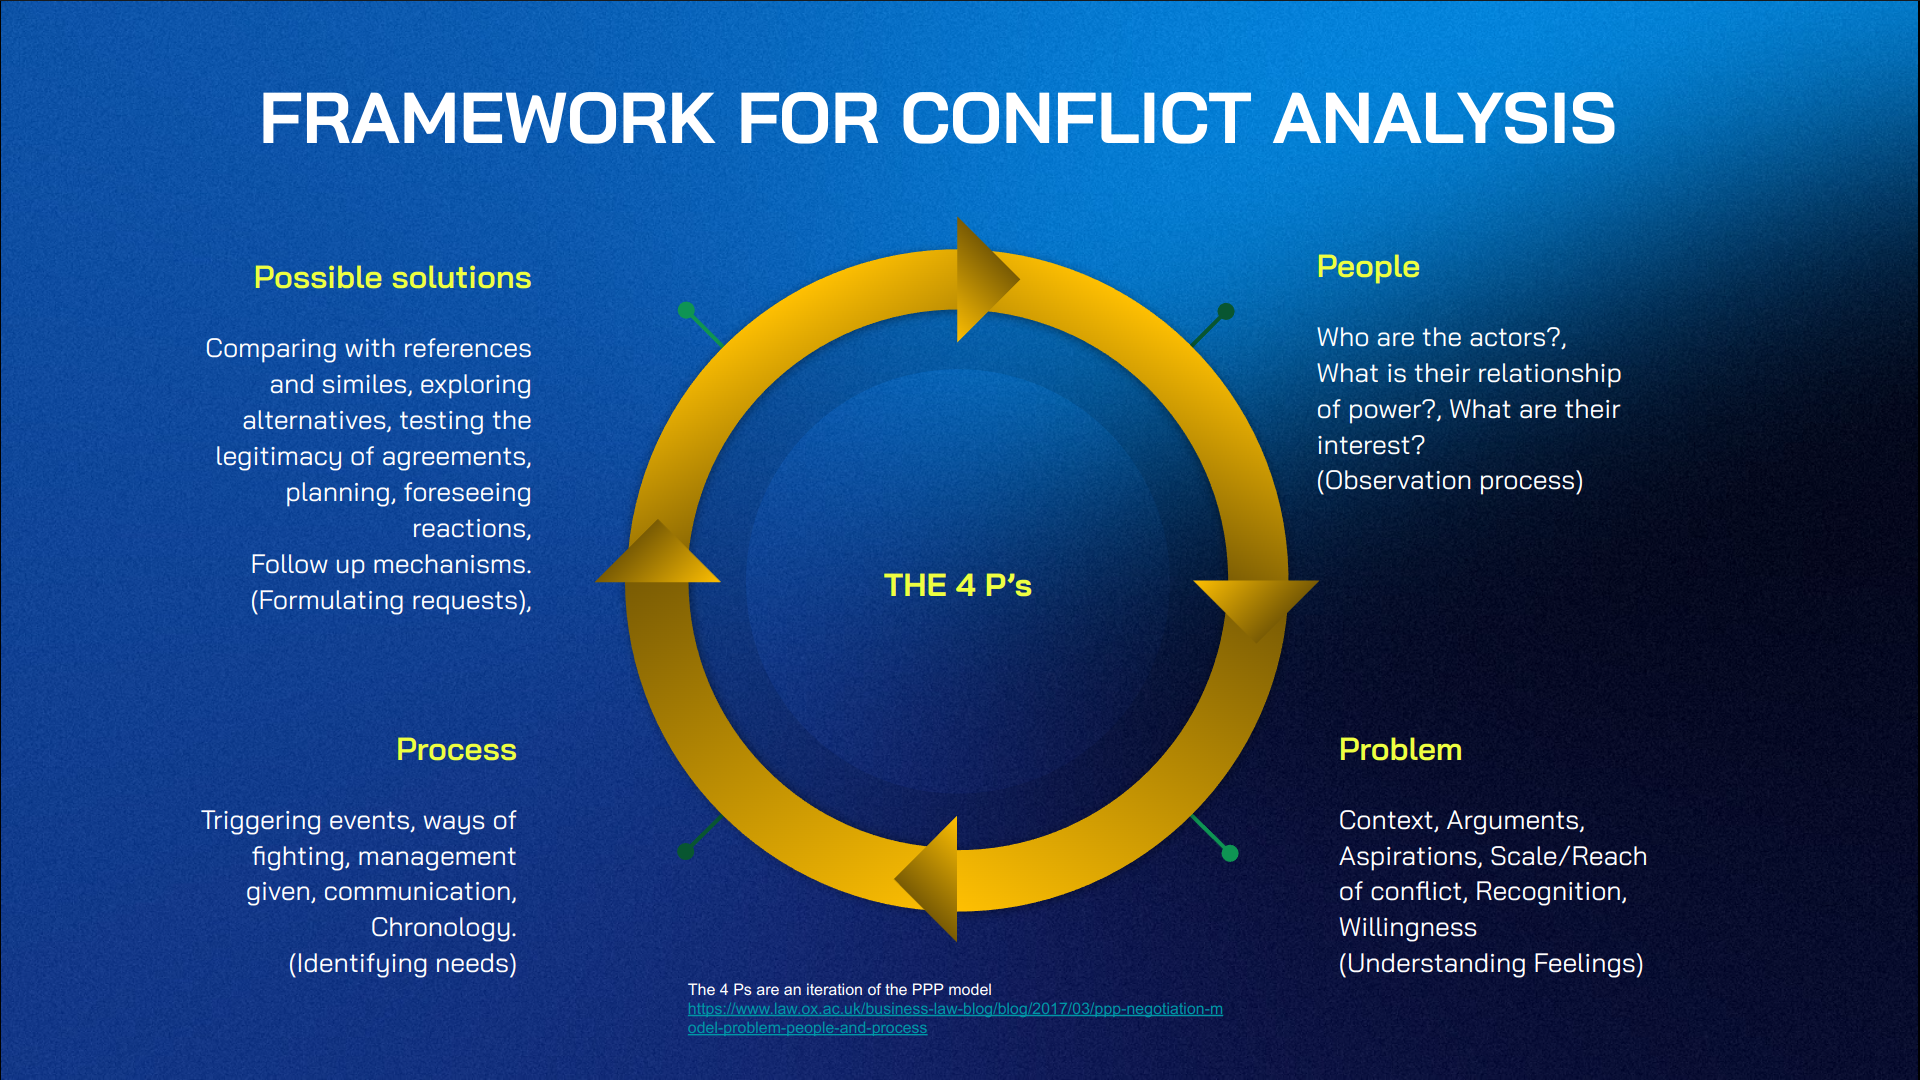 FRAMEWORK FOR CONFLICT ANALYSIS
Possible solutions
Comparing with references
and similes, exploring
alternatives, testing the
legitimacy of agreements,
planning, foreseeing
reactions,
Follow up mechanisms.
(Formulating requests),
People
Who are the actors?,
What is their relationship
of power?, What are their
interest?
(Observation process)
THE 4 P’s
Process
Triggering events, ways of
fighting, management
given, communication,
Chronology.
(Identifying needs)
Problem
Context, Arguments,
Aspirations, Scale/Reach
of conflict, Recognition,
Willingness
(Understanding Feelings)
The 4 Ps are an iteration of the PPP model
https://www.law.ox.ac.uk/business-law-blog/blog/2017/03/ppp-negotiation-m
odel-problem-people-and-process